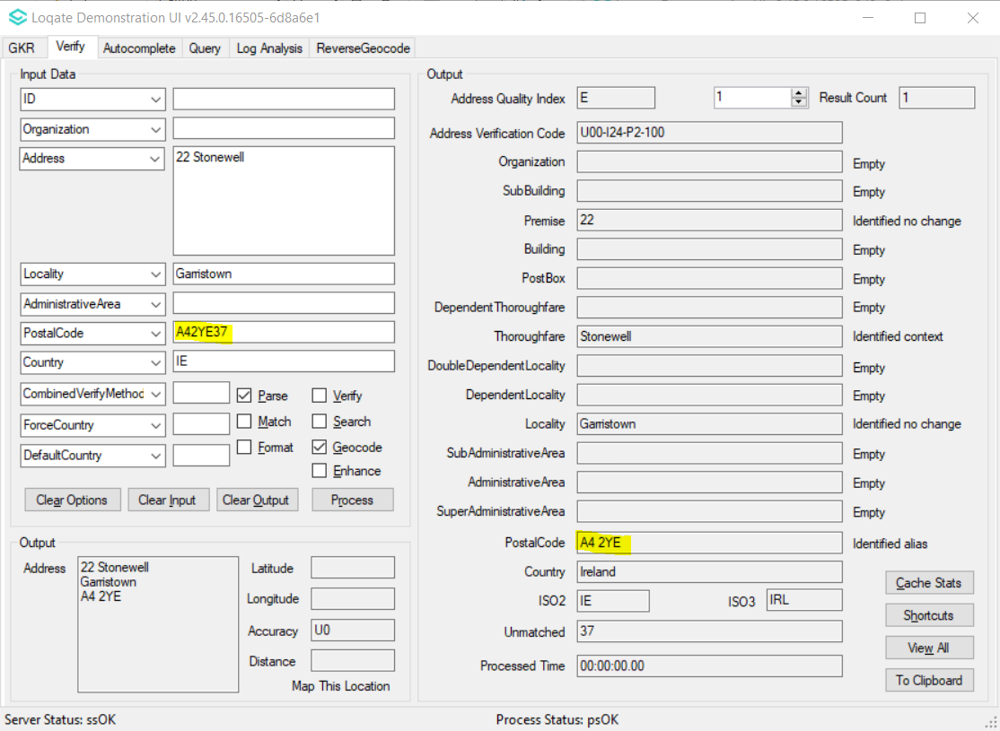 Loqate Demonstration UI v2.45.0.16505-6d8a6e1
GKR Verify Autocomplete Query Log Analysis ReverseGeocode
Input Data
ID
Organization
Address 22 Stonewell
Locality Garristown
AdministrativeArea
PostalCode A42YE37
Country IE
CombinedVerifyMethod Parse Verify
ForceCountry Match Search
DefaultCountry Format Geocode
Enhance
Clear Options Clear Input Clear Output Process
Output
Address 22 Stonewell
Garristown
A4 2YE
Latitude
Longitude
Accuracy U0
Distance
Map This Location
Output
Address Quality Index E 1 Result Count 1
Address Verification Code U00-I24-P2-100
Organization Empty
SubBuilding Empty
Premise 22 Identified no change
Building Empty
PostBox Empty
DependentThoroughfare Empty
Thoroughfare Stonewell Identified context
DoubleDependentLocality Empty
DependentLocality Empty
Locality Garristown Identified no change
SubAdministrativeArea Empty
AdministrativeArea Empty
SuperAdministrativeArea Empty
PostalCode A4 2YE Identified alias
Country Ireland
ISO2 IE ISO3 IRL
Unmatched 37
Processed Time 00:00:00.00
Cache Stats
Shortcuts
View All
To Clipboard
Server Status: ssOK Process Status: psOK